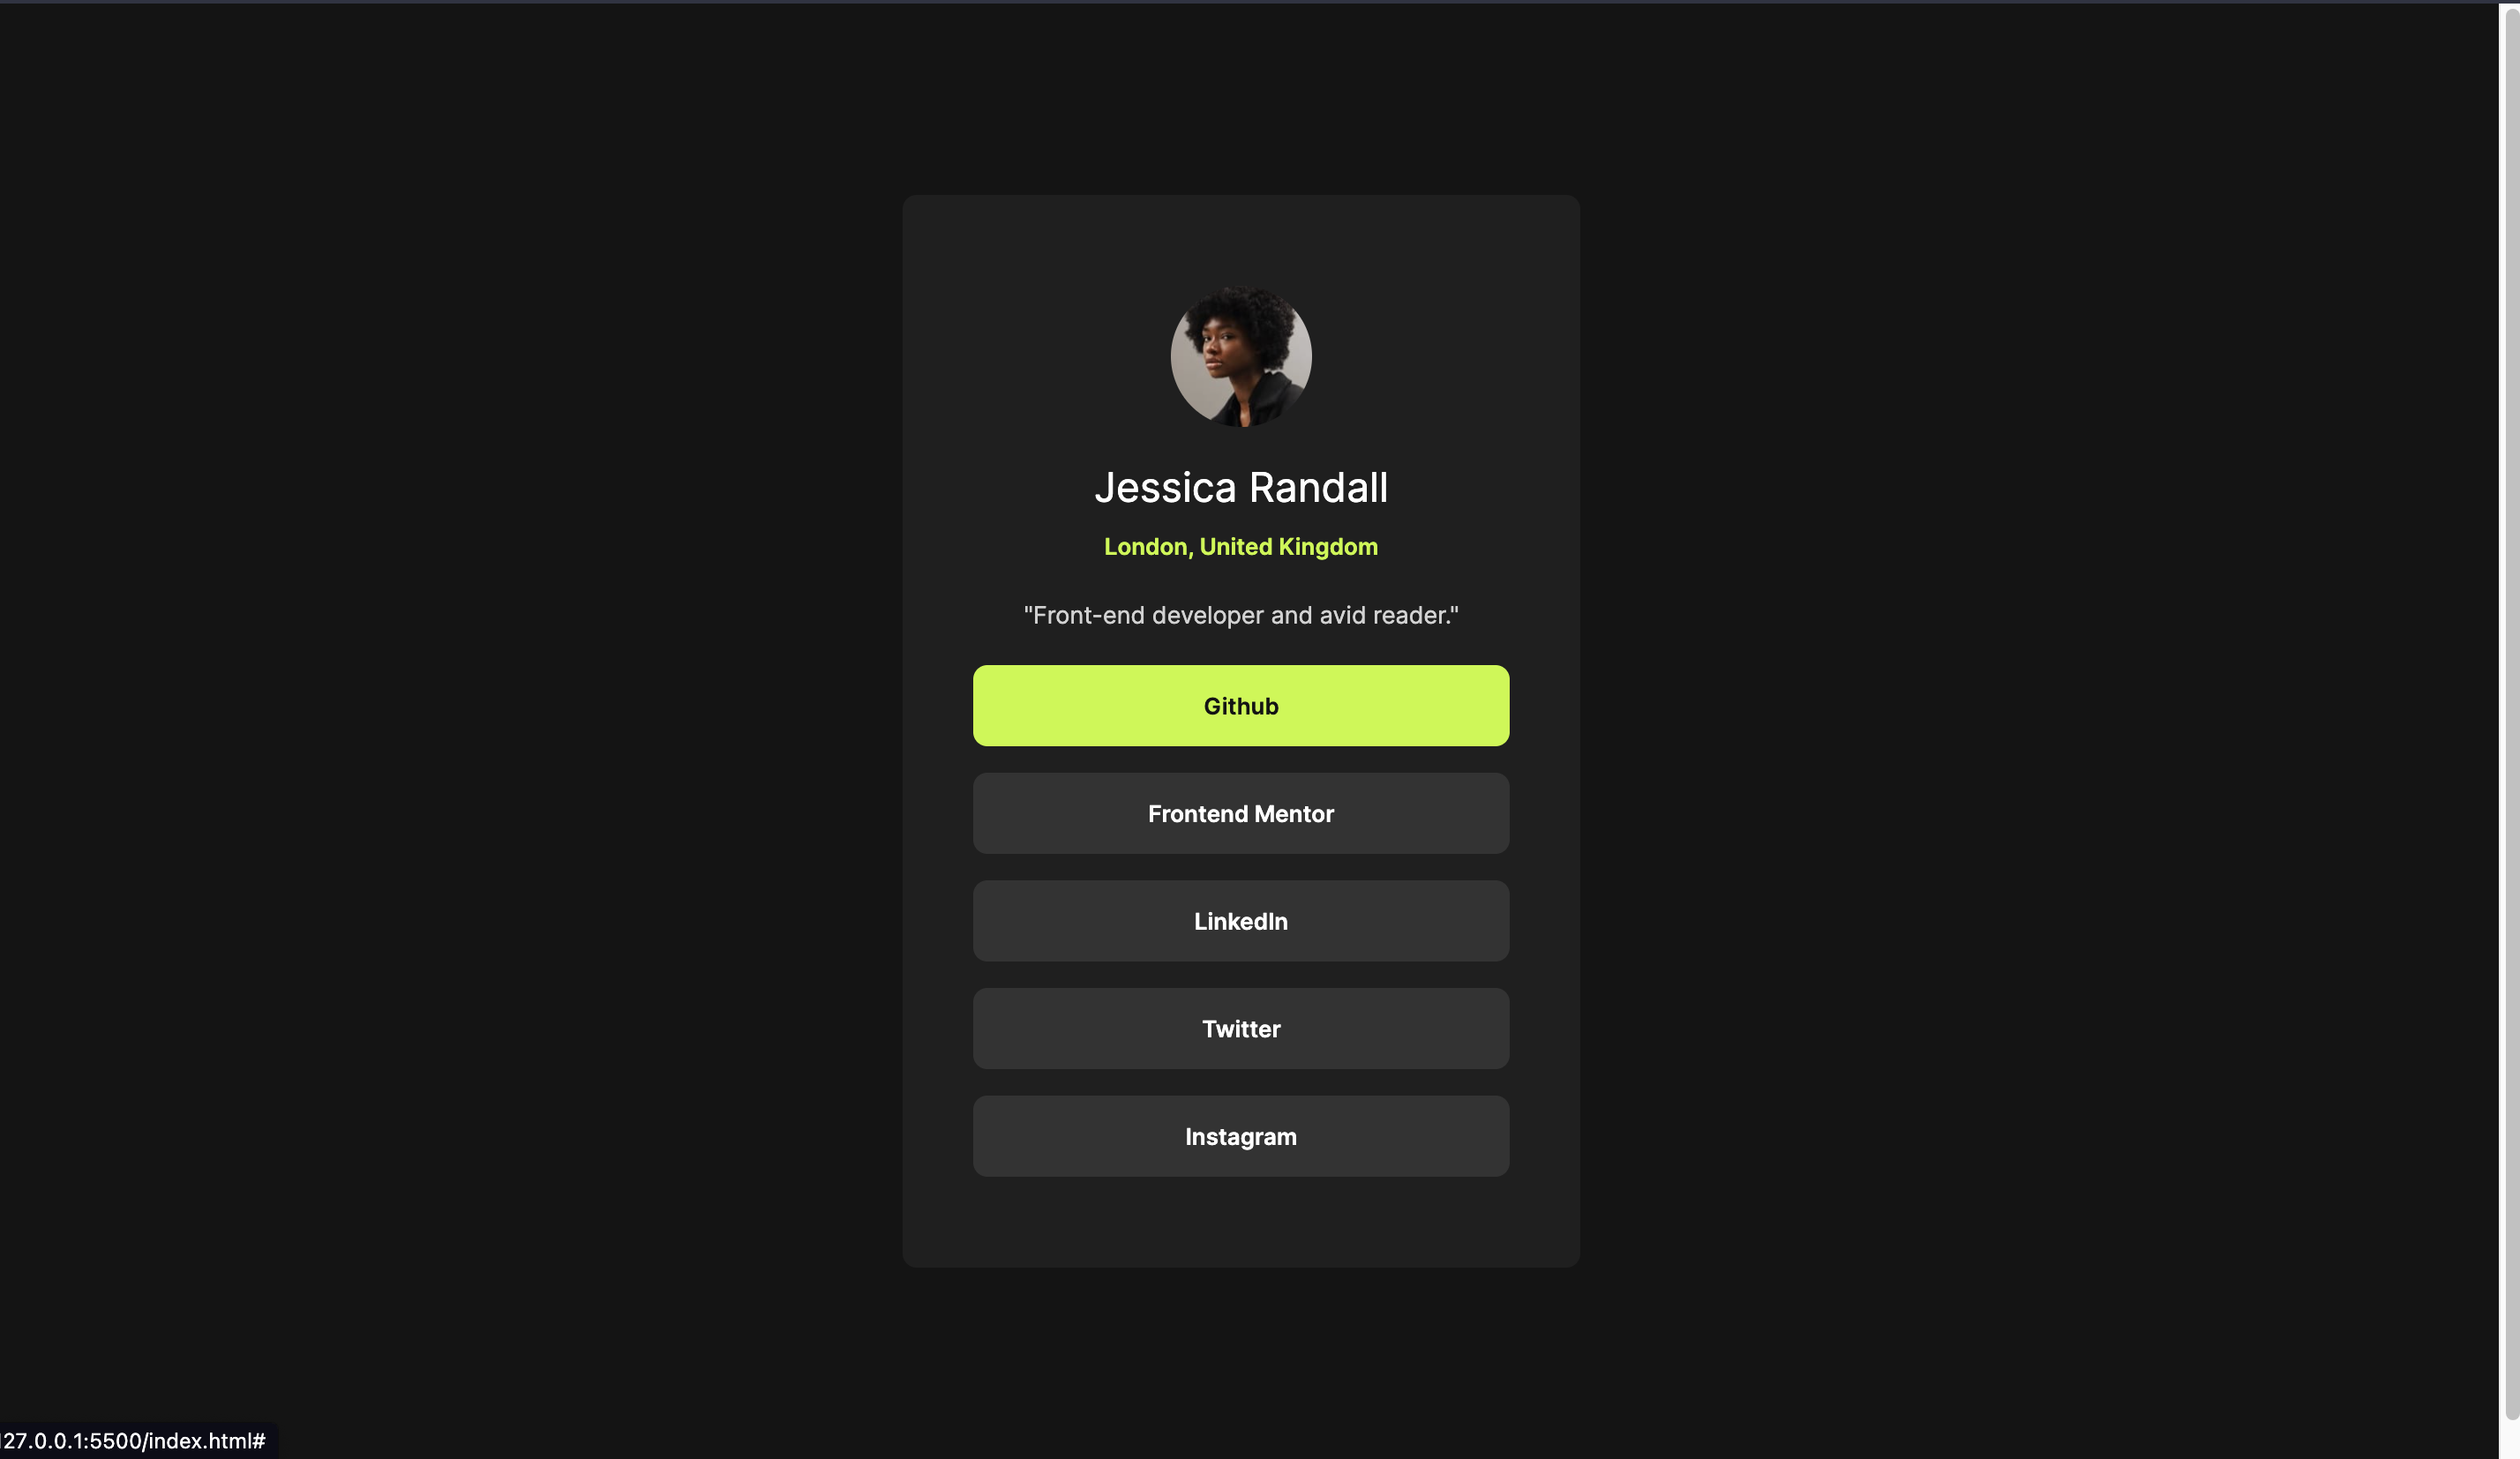 Jessica Randall
London, United Kingdom
"Front-end developer and avid reader."
Github
Frontend Mentor
LinkedIn
Twitter
Instagram
127.0.0.1:5500/index.html#